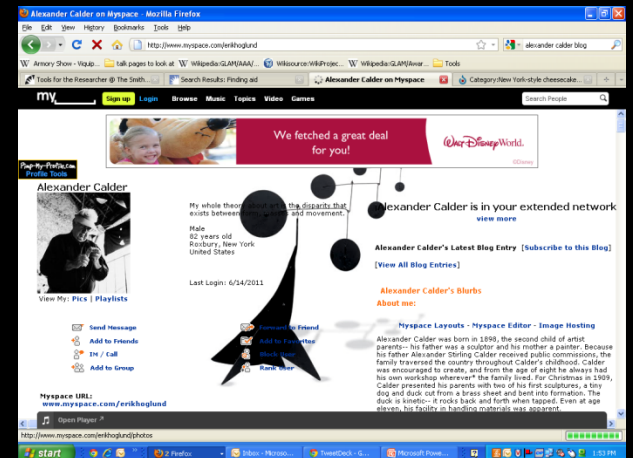 Alexander Calder on Myspace - Mozilla Firefox
File Edit View History Bookmarks Tools Help
http://www.myspace.com/erikhoglund
alexander calder blog
Armory Show - Viquip... talk pages to look at Wikipedia:GLAM/AAA/... Wikisource:WikiProjec... Wikipedia:GLAM/Awar... Tools
Tools for the Researcher @ The Smith... Search Results: Finding aid Alexander Calder on Myspace Category:New York-style cheesecake...
my Sign up Login Browse Music Topics Video Games Search People
We fetched a great deal
for you!
Walt Disney World.
©Disney
Pimp-My-Profile.com
Profile Tools
Alexander Calder
View My: Pics | Playlists
Send Message Forward to Friend
Add to Friends Add to Favorites
IM / Call Block User
Add to Group Rank User
Myspace URL:
www.myspace.com/erikhoglund
My whole theory about art is the disparity that
exists between and movement.
Male
82 years old
Roxbury, New York
United States
Last Login: 6/14/2011
Alexander Calder is in your extended network
view more
Alexander Calder's Latest Blog Entry [Subscribe to this Blog]
[View All Blog Entries]
Alexander Calder's Blurbs
About me:
Myspace Layouts - Myspace Editor - Image Hosting
Alexander Calder was born in 1898, the second child of artist
parents-- his father was a sculptor and his mother a painter. Because
his father Alexander Stirling Calder received public commissions, the
family traversed the country throughout Calder's childhood. Calder
was encouraged to create, and from the age of eight he always had
his own workshop wherever* the family lived. For Christmas in 1909,
Calder presented his parents with two of his first sculptures, a tiny
dog and duck cut from a brass sheet and bent into formation. The
duck is kinetic-- it rocks back and forth when tapped. Even at age
eleven, his facility in handling materials was apparent.
Open Player
http://www.myspace.com/erikhoglund/photos
start 2 Firefox Inbox - Microso... TweetDeck - G... Microsoft Powe... 1:53 PM